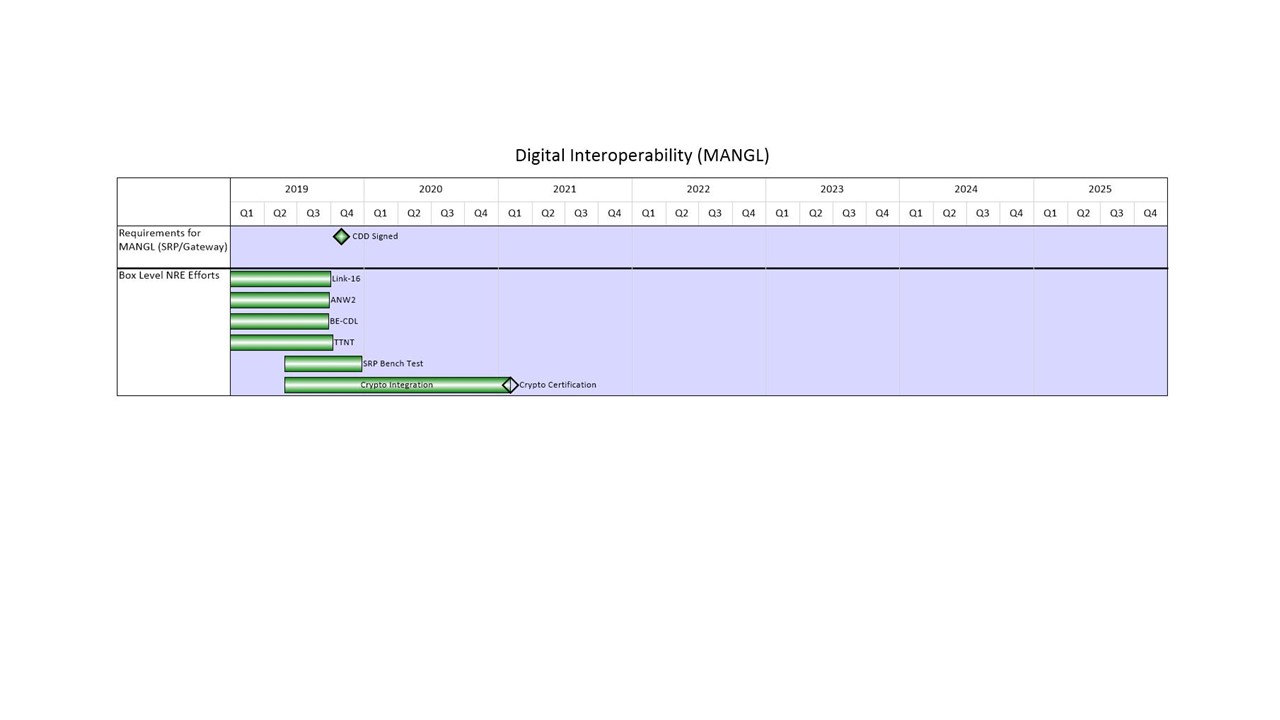 Digital Interoperability (MANGL)
2019 2020 2021 2022 2023 2024 2025
Q1 Q2 Q3 Q4 Q1 Q2 Q3 Q4 Q1 Q2 Q3 Q4 Q1 Q2 Q3 Q4 Q1 Q2 Q3 Q4 Q1 Q2 Q3 Q4 Q1 Q2 Q3 Q4
Requirements for
MANGL (SRP/Gateway)
CDD Signed
Box Level NRE Efforts
Link-16
ANW2
BE-CDL
TTNT
SRP Bench Test
Crypto Integration Crypto Certification